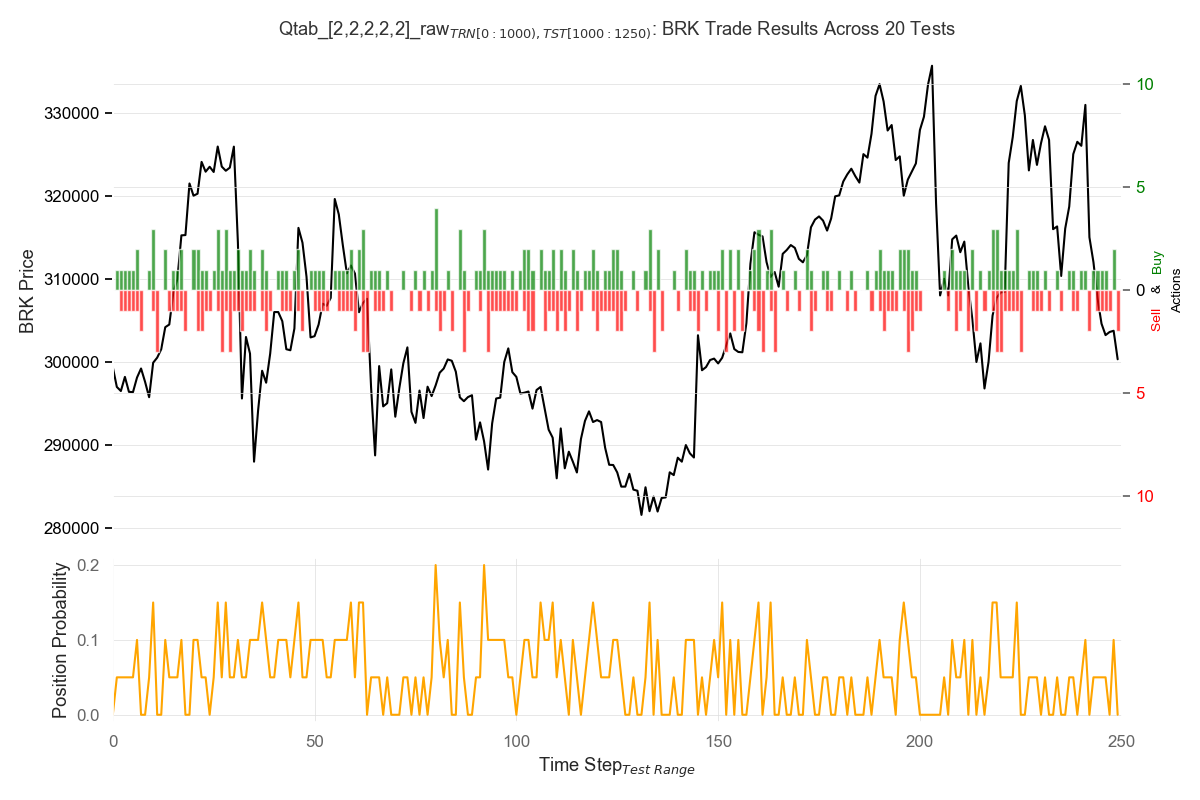 Qtab_[2,2,2,2,2]_raw_TRN[0:1000),TST[1000:1250): BRK Trade Results Across 20 Tests
BRK Price
330000
320000
310000
300000
290000
280000
10
5
0
5
10
Sell & Buy
Actions
Position Probability
0.2
0.1
0.0
0 50 100 150 200 250
Time Step Test Range